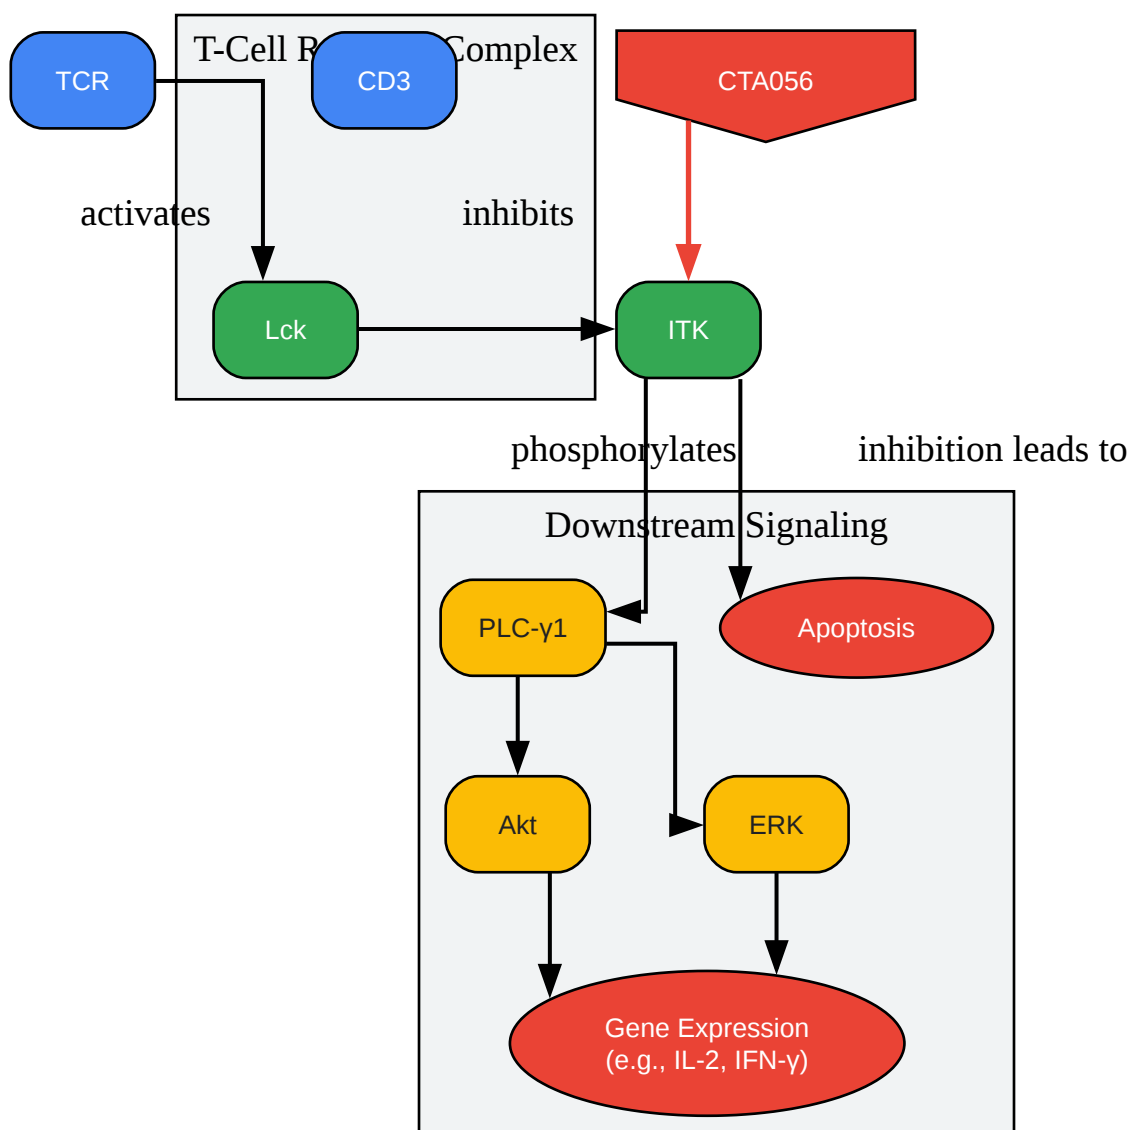 T-Cell R Complex
TCR
CD3
CTA056
activates
inhibits
Lck
ITK
phosphorylates
inhibition leads to
Downstream Signaling
PLC-γ1
Apoptosis
Akt
ERK
Gene Expression
(e.g., IL-2, IFN-γ)